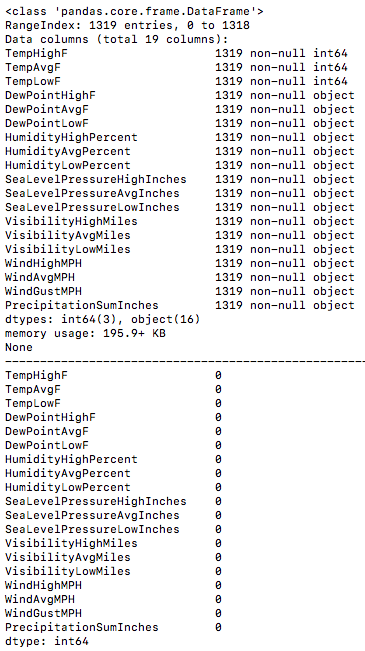 <class 'pandas.core.frame.DataFrame'>
RangeIndex: 1319 entries, 0 to 1318
Data columns (total 19 columns):
TempHighF                     1319 non-null int64
TempAvgF                      1319 non-null int64
TempLowF                      1319 non-null int64
DewPointHighF                 1319 non-null object
DewPointAvgF                  1319 non-null object
DewPointLowF                  1319 non-null object
HumidityHighPercent           1319 non-null object
HumidityAvgPercent            1319 non-null object
HumidityLowPercent            1319 non-null object
SeaLevelPressureHighInches    1319 non-null object
SeaLevelPressureAvgInches     1319 non-null object
SeaLevelPressureLowInches     1319 non-null object
VisibilityHighMiles           1319 non-null object
VisibilityAvgMiles            1319 non-null object
VisibilityLowMiles            1319 non-null object
WindHighMPH                   1319 non-null object
WindAvgMPH                    1319 non-null object
WindGustMPH                   1319 non-null object
PrecipitationSumInches        1319 non-null object
dtypes: int64(3), object(16)
memory usage: 195.9+ KB
None
----------------------------------------------------
TempHighF                     0
TempAvgF                      0
TempLowF                      0
DewPointHighF                 0
DewPointAvgF                  0
DewPointLowF                  0
HumidityHighPercent           0
HumidityAvgPercent            0
HumidityLowPercent            0
SeaLevelPressureHighInches    0
SeaLevelPressureAvgInches     0
SeaLevelPressureLowInches     0
VisibilityHighMiles           0
VisibilityAvgMiles            0
VisibilityLowMiles            0
WindHighMPH                   0
WindAvgMPH                    0
WindGustMPH                   0
PrecipitationSumInches        0
dtype: int64